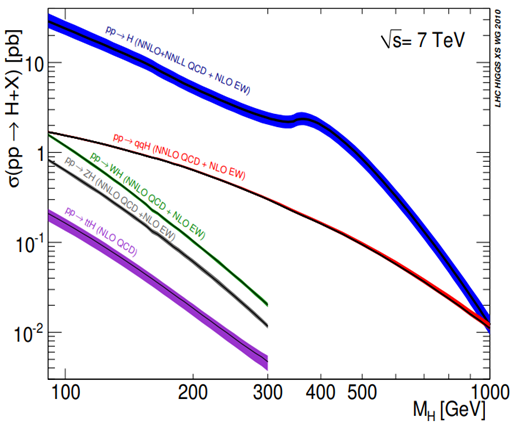 σ(pp → H+X) [pb]
√s= 7 TeV
LHC HIGGS XS WG 2010
pp → H (NNLO+NNLL QCD + NLO EW)
pp → qqH (NNLO QCD + NLO EW)
pp → WH (NNLO QCD + NLO EW)
pp → ZH (NNLO QCD +NLO EW)
pp → ttH (NLO QCD)
10
1
10⁻¹
10⁻²
100 200 300 400 500 1000
M_H [GeV]